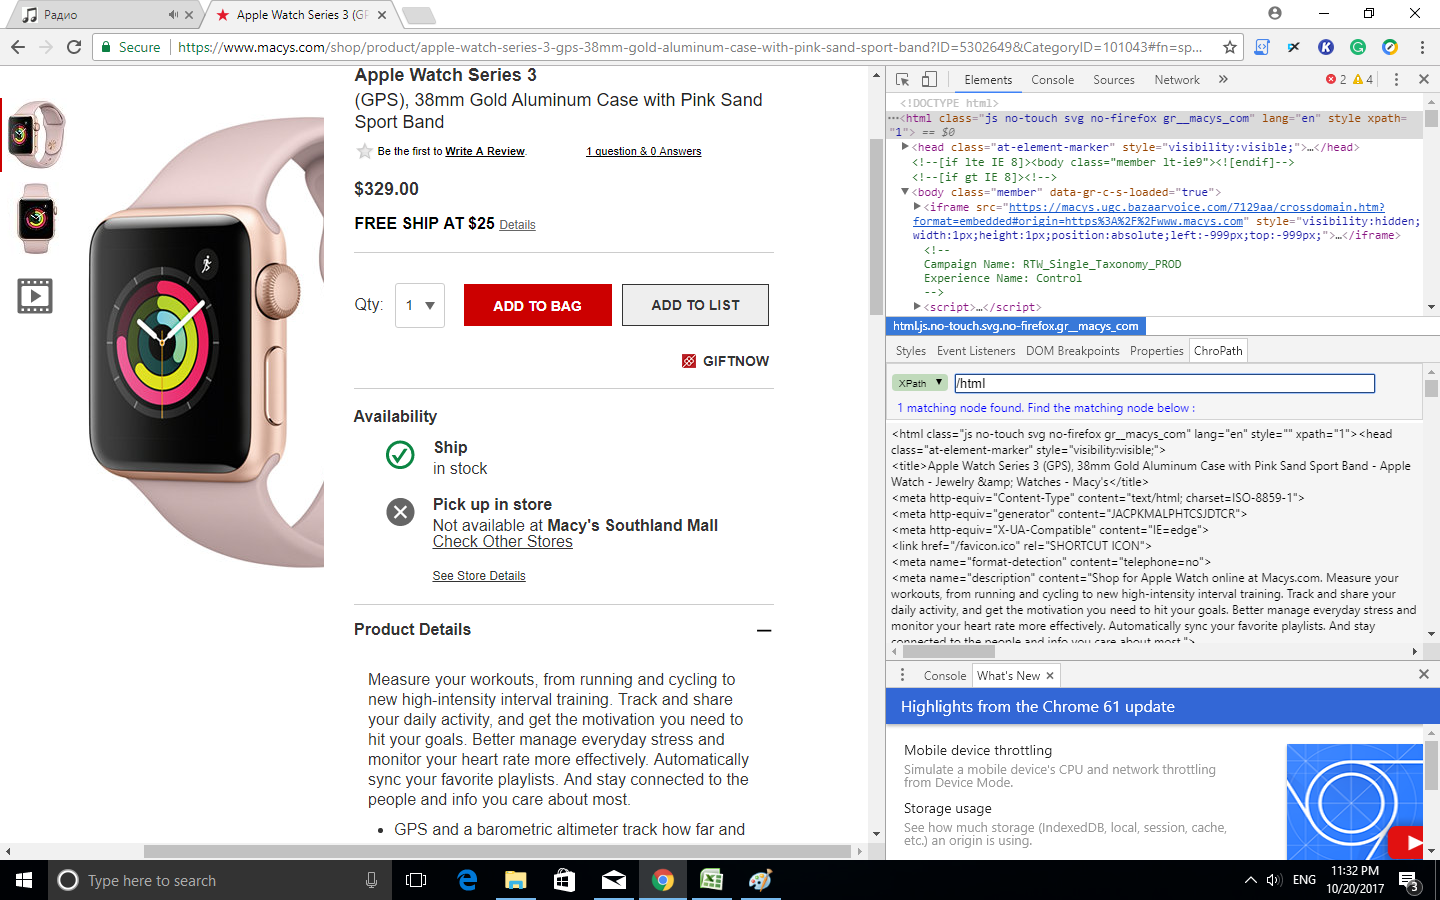 Радио
Apple Watch Series 3 (GP
Secure
https://www.macys.com/shop/product/apple-watch-series-3-gps-38mm-gold-aluminum-case-with-pink-sand-sport-band?ID=5302649&CategoryID=101043#fn=sp...
Apple Watch Series 3
(GPS), 38mm Gold Aluminum Case with Pink Sand
Sport Band
Be the first to Write A Review.
1 question & 0 Answers
$329.00
FREE SHIP AT $25 Details
Qty: 1
ADD TO BAG
ADD TO LIST
GIFTNOW
Availability
Ship
in stock
Pick up in store
Not available at Macy's Southland Mall
Check Other Stores
See Store Details
Product Details
Measure your workouts, from running and cycling to
new high-intensity interval training. Track and share
your daily activity, and get the motivation you need to
hit your goals. Better manage everyday stress and
monitor your heart rate more effectively. Automatically
sync your favorite playlists. And stay connected to the
people and info you care about most.
• GPS and a barometric altimeter track how far and
Elements Console Sources Network » 2 4
<!DOCTYPE html>
<html class="js no-touch svg no-firefox gr__macys_com" lang="en" style xpath=
"1"> == $0
<head class="at-element-marker" style="visibility:visible;">…</head>
<!--[if lte IE 8]><body class="member lt-ie9"><![endif]-->
<!--[if gt IE 8]><!-->
<body class="member" data-gr-c-s-loaded="true">
<iframe src="https://macys.ugc.bazaarvoice.com/7129aa/crossdomain.htm?
format=embedded#origin=https%3A%2F%2Fwww.macys.com" style="visibility:hidden;
width:1px;height:1px;position:absolute;left:-999px;top:-999px;">…</iframe>
<!--
Campaign Name: RTW_Single_Taxonomy_PROD
Experience Name: Control
-->
<script>…</script>
html.js.no-touch.svg.no-firefox.gr__macys_com
Styles Event Listeners DOM Breakpoints Properties ChroPath
XPath ▼ /html
1 matching node found. Find the matching node below :
<html class="js no-touch svg no-firefox gr__macys_com" lang="en" style="" xpath="1"><head
class="at-element-marker" style="visibility:visible;">
<title>Apple Watch Series 3 (GPS), 38mm Gold Aluminum Case with Pink Sand Sport Band - Apple
Watch - Jewelry &amp; Watches - Macy's</title>
<meta http-equiv="Content-Type" content="text/html; charset=ISO-8859-1">
<meta http-equiv="generator" content="JACPKMALPHTCSJDTCR">
<meta http-equiv="X-UA-Compatible" content="IE=edge">
<link href="/favicon.ico" rel="SHORTCUT ICON">
<meta name="format-detection" content="telephone=no">
<meta name="description" content="Shop for Apple Watch online at Macys.com. Measure your
workouts, from running and cycling to new high-intensity interval training. Track and share your
daily activity, and get the motivation you need to hit your goals. Better manage everyday stress and
monitor your heart rate more effectively. Automatically sync your favorite playlists. And stay
connected to the people and info you care about most.">
Console What's New
Highlights from the Chrome 61 update
Mobile device throttling
Simulate a mobile device's CPU and network throttling
from Device Mode.
Storage usage
See how much storage (IndexedDB, local, session, cache,
etc.) an origin is using.
Type here to search
ENG
11:32 PM
10/20/2017
3